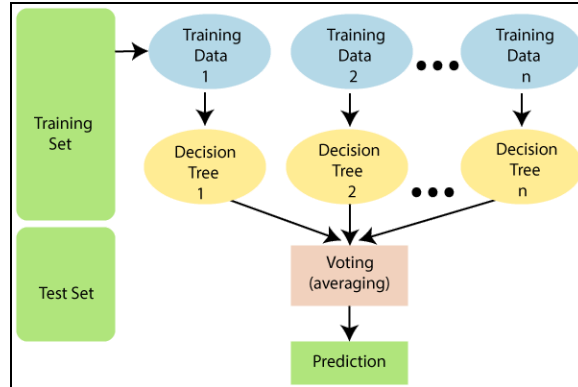 Training
Set
Training
Data
1
Training
Data
2
Training
Data
n
Decision
Tree
1
Decision
Tree
2
Decision
Tree
n
Test Set
Voting
(averaging)
Prediction